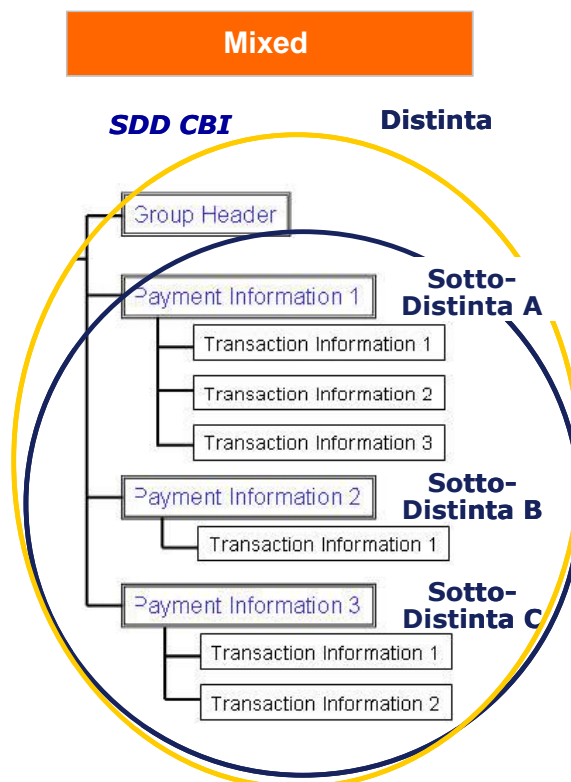 Mixed
SDD CBI
Distinta
Group Header
Payment Information 1
Sotto-
Distinta A
Transaction Information 1
Transaction Information 2
Transaction Information 3
Payment Information 2
Sotto-
Distinta B
Transaction Information 1
Payment Information 3
Sotto-
Distinta C
Transaction Information 1
Transaction Information 2